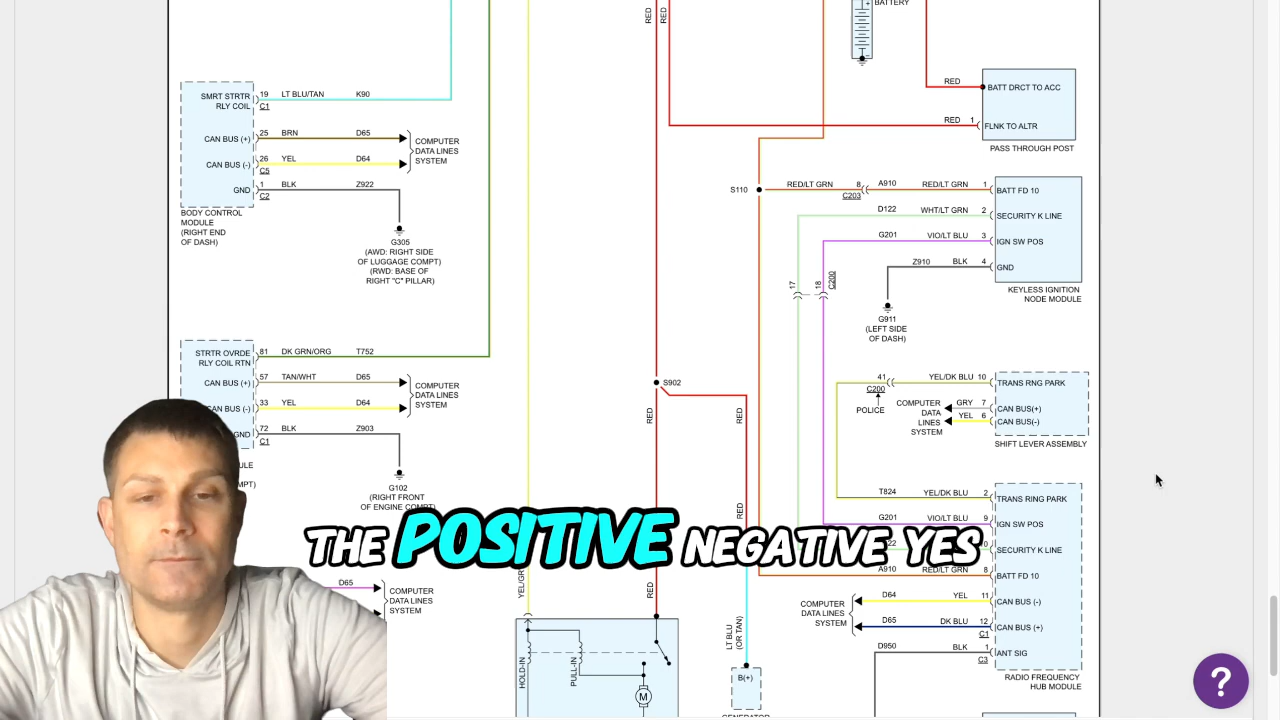 BATTERY
RED
RED
SMRT STRTR
RLY COIL
19 LT BLU/TAN K90
C1
CAN BUS (+)
25 BRN D65
CAN BUS (-)
26 YEL D64
C5
GND
1 BLK Z922
C2
COMPUTER
DATA LINES
SYSTEM
BODY CONTROL
MODULE
(RIGHT END
OF DASH)
G305
(AWD: RIGHT SIDE
OF LUGGAGE COMPT)
(RWD: BASE OF
RIGHT "C" PILLAR)
RED
BATT DRCT TO ACC
RED 1
FLNK TO ALTR
PASS THROUGH POST
S110
RED/LT GRN 8 A910 RED/LT GRN 1
C203
BATT FD 10
D122 WHT/LT GRN 2
SECURITY K LINE
G201 VIO/LT BLU 3
IGN SW POS
Z910 BLK 4
GND
KEYLESS IGNITION
NODE MODULE
17
18
C200
G911
(LEFT SIDE
OF DASH)
STRTR OVRDE
RLY COIL RTN
81 DK GRN/ORG T752
CAN BUS (+)
57 TAN/WHT D65
CAN BUS (-)
33 YEL D64
GND
72 BLK Z903
C1
COMPUTER
DATA LINES
SYSTEM
G102
(RIGHT FRONT
OF ENGINE COMPT)
S902
RED
RED
41
C200
POLICE
YEL/DK BLU 10
TRANS RNG PARK
COMPUTER
DATA
LINES
SYSTEM
GRY 7
CAN BUS(+)
YEL 6
CAN BUS(-)
SHIFT LEVER ASSEMBLY
T824 YEL/DK BLU 2
TRANS RING PARK
G201 VIO/LT BLU 9
IGN SW POS
SECURITY K LINE
A910 RED/LT GRN 8
BATT FD 10
D64 YEL 11
CAN BUS (-)
D65 DK BLU 12
CAN BUS (+)
C1
COMPUTER
DATA LINES
SYSTEM
D950 BLK 1
ANT SIG
C3
RADIO FREQUENCY
HUB MODULE
THE POSITIVE NEGATIVE YES
D65
COMPUTER
DATA LINES
SYSTEM
RED
RED
LT BLU
(OR TAN)
HOLD-IN
PULL-IN
M
B(+)
?